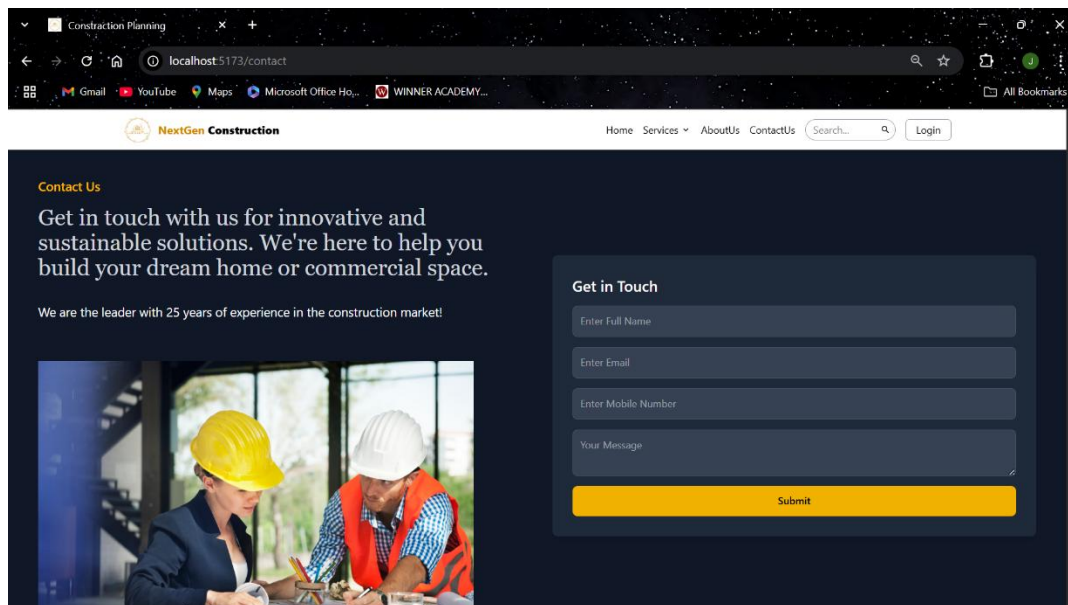 Constraction Planning
localhost:5173/contact
Gmail YouTube Maps Microsoft Office Ho... WINNER ACADEMY... All Bookmarks
J
NextGen Construction Home Services AboutUs ContactUs Search... Login
Contact Us
Get in touch with us for innovative and
sustainable solutions. We're here to help you
build your dream home or commercial space.
We are the leader with 25 years of experience in the construction market!
Get in Touch
Enter Full Name
Enter Email
Enter Mobile Number
Your Message
Submit